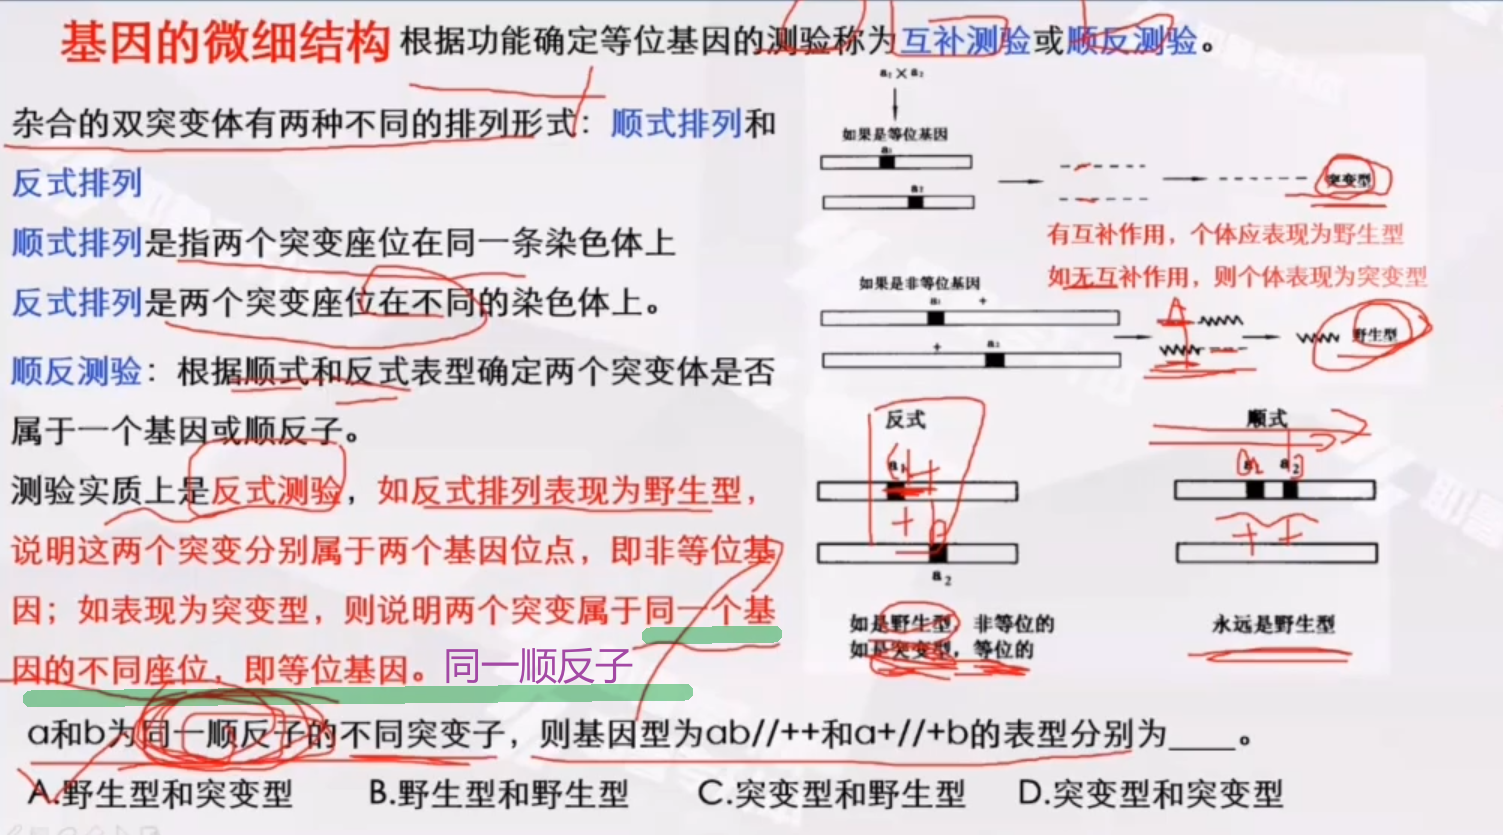 基因的微细结构 根据功能确定等位基因的测验称为互补测验或顺反测验。
杂合的双突变体有两种不同的排列形式：顺式排列和
反式排列
顺式排列是指两个突变座位在同一条染色体上
反式排列是两个突变座位在不同的染色体上。
顺反测验：根据顺式和反式表型确定两个突变体是否
属于一个基因或顺反子。
测验实质上是反式测验，如反式排列表现为野生型，
说明这两个突变分别属于两个基因位点，即非等位基
因；如表现为突变型，则说明两个突变属于同一个基
因的不同座位，即等位基因。同一顺反子
a₁×a₂
如果是等位基因
a₁
a₂
突变型
有互补作用，个体应表现为野生型
如无互补作用，则个体表现为突变型
如果是非等位基因
a₁ +
+ a₂
野生型
反式
顺式
a₁ +
+
a₂
+ +
如是野生型，非等位的
如是突变型，等位的
永远是野生型
a和b为同一顺反子的不同突变子，则基因型为ab//++和a+//+b的表型分别为____。
A.野生型和突变型 B.野生型和野生型 C.突变型和野生型 D.突变型和突变型